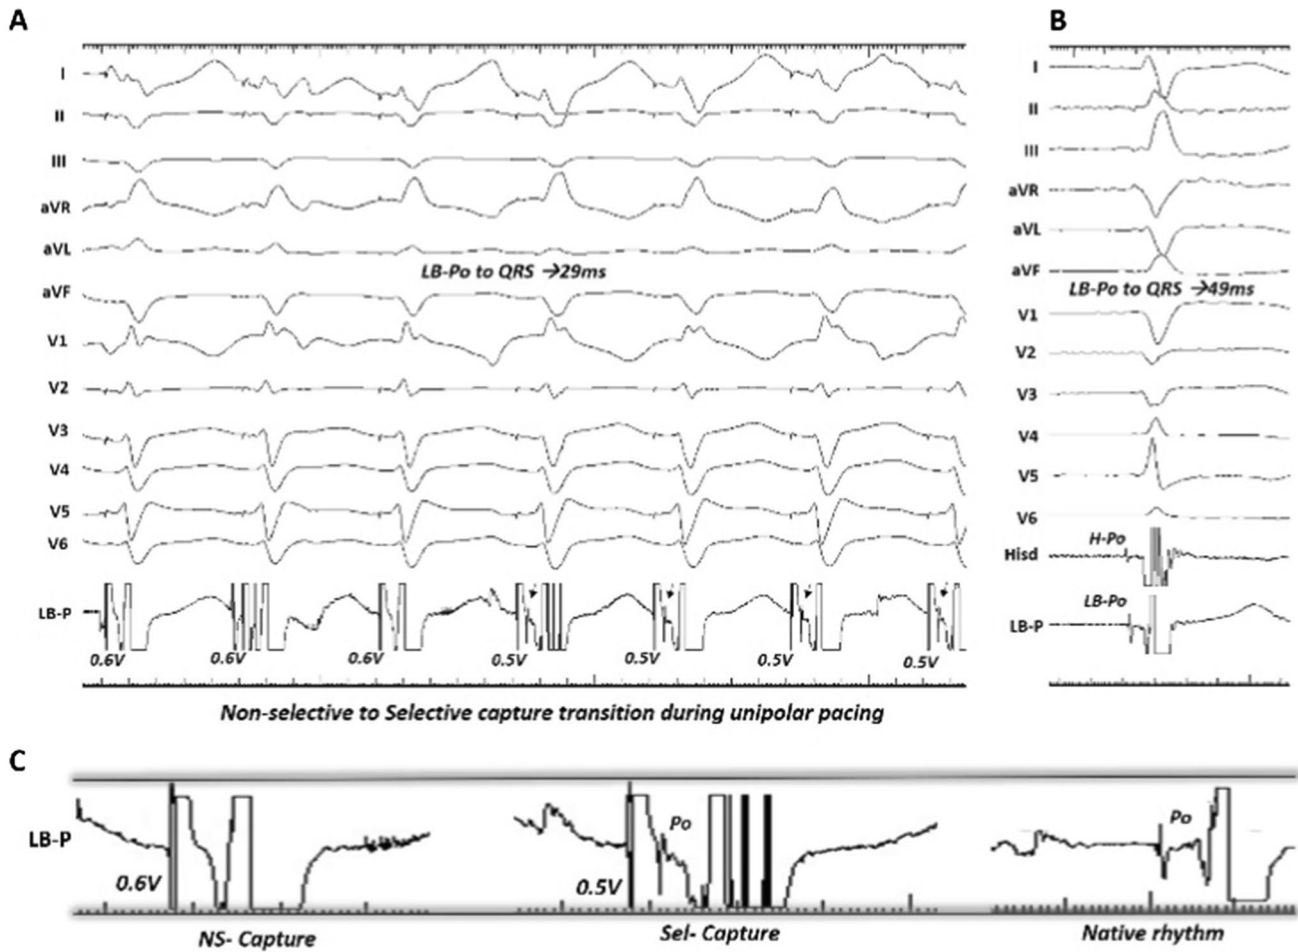 A
B
I
II
III
aVR
aVL
LB-Po to QRS →29ms
aVF
V1
V2
V3
V4
V5
V6
LB-P
0.6V 0.6V 0.6V 0.5V 0.5V 0.5V 0.5V
Non-selective to Selective capture transition during unipolar pacing
I
II
III
aVR
aVL
aVF
LB-Po to QRS →49ms
V1
V2
V3
V4
V5
V6
H-Po
Hisd
LB-Po
LB-P
C
LB-P
0.6V
Po
0.5V
Po
NS- Capture
Sel- Capture
Native rhythm